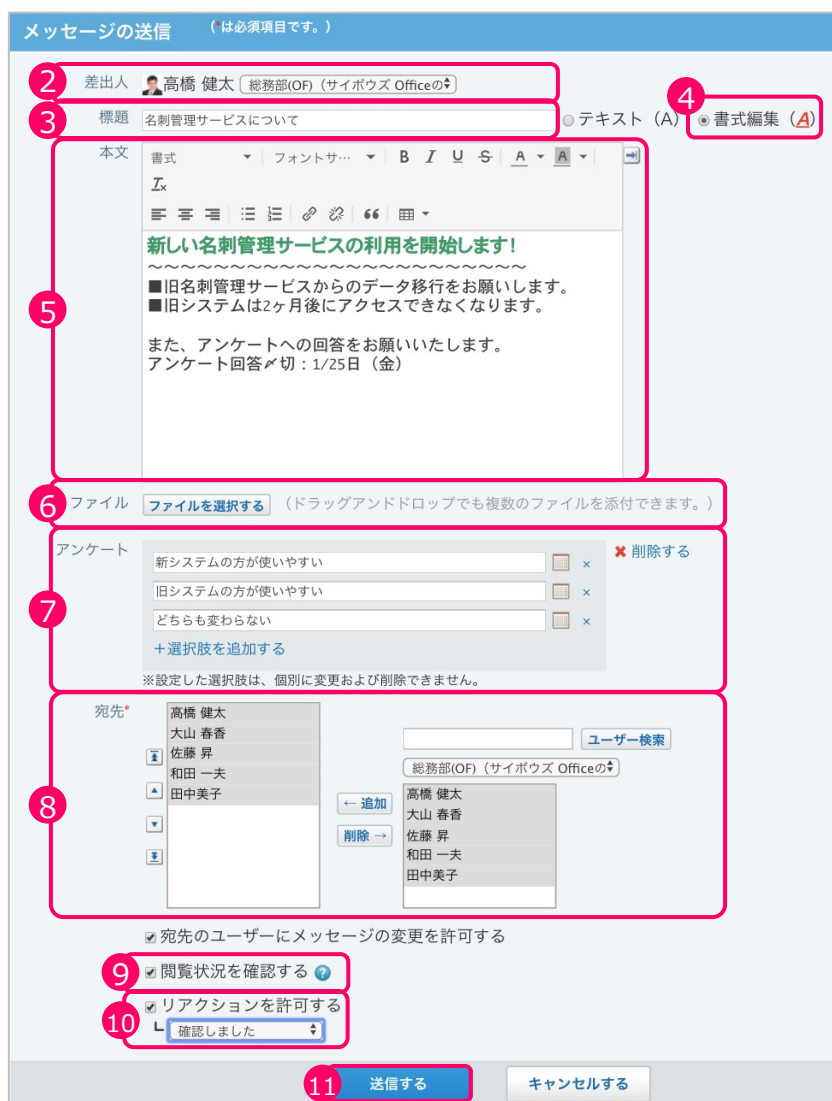 メッセージの送信 (*は必須項目です。)
2 差出人 高橋 健太 総務部(OF)(サイボウズ Officeの
3 標題 名刺管理サービスについて テキスト(A) 4 書式編集(A)
本文 書式 フォントサ… B I U S A A
Tx
新しい名刺管理サービスの利用を開始します!
~~~~~~~~~~~~~~~~~~~~~~~
■旧名刺管理サービスからのデータ移行をお願いします。
5 ■旧システムは2ヶ月後にアクセスできなくなります。
また、アンケートへの回答をお願いいたします。
アンケート回答〆切:1/25日(金)
6 ファイル ファイルを選択する (ドラッグアンドドロップでも複数のファイルを添付できます。)
アンケート 新システムの方が使いやすい × 削除する
旧システムの方が使いやすい ×
7 どちらも変わらない ×
+選択肢を追加する
※設定した選択肢は、個別に変更および削除できません。
8 宛先*
高橋 健太
大山 春香
佐藤 昇
和田 一夫
田中美子
ユーザー検索
総務部(OF)(サイボウズ Officeの
← 追加
削除 →
高橋 健太
大山 春香
佐藤 昇
和田 一夫
田中美子
宛先のユーザーにメッセージの変更を許可する
9 閲覧状況を確認する ?
10 リアクションを許可する
確認しました
11 送信する キャンセルする